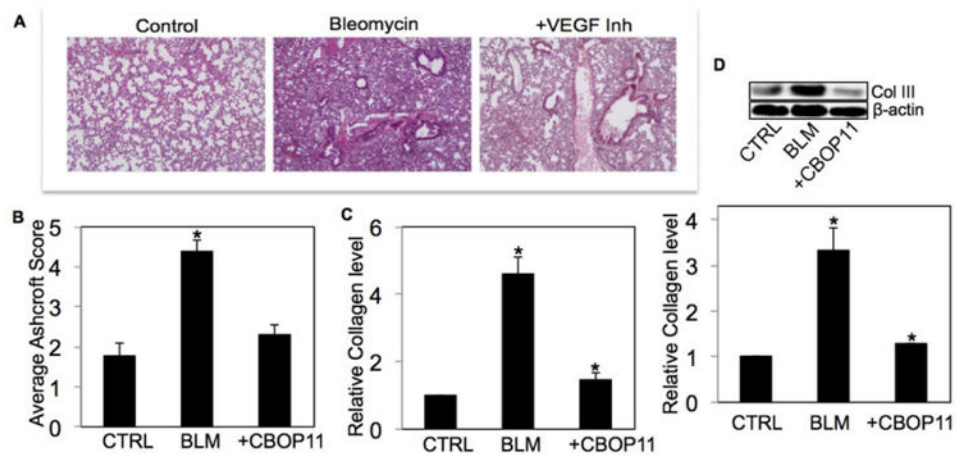 A
Control
Bleomycin
+VEGF Inh
D
Col III
β-actin
CTRL
BLM
+CBOP11
B
Average Ashcroft Score
5
4
3
2
1
0
*
CTRL
BLM
+CBOP11
C
Relative Collagen level
6
4
2
0
*
*
CTRL
BLM
+CBOP11
Relative Collagen level
4
3
2
1
0
*
*
CTRL
BLM
+CBOP11